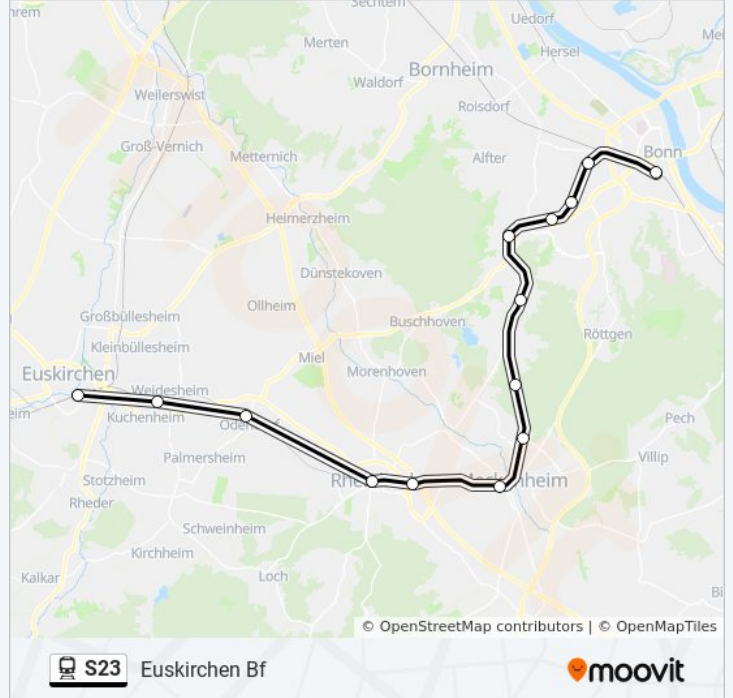 Sechtem
Uedorf
Merten
Hersel
Bornheim
Waldorf
Weilerswist
Roisdorf
Groß-Vernich
Metternich
Alfter
Bonn
Heimerzheim
Dünstekoven
Ollheim
Großbüllesheim
Buschhoven
Röttgen
Kleinbüllesheim
Miel
Morenhoven
Euskirchen
Weidesheim
Kuchenheim
Pech
Palmersheim
Villip
Stotzheim
Rheder
Schweinheim
Kirchheim
Loch
Kalkar
© OpenStreetMap contributors | © OpenMapTiles
S23 Euskirchen Bf
moovit